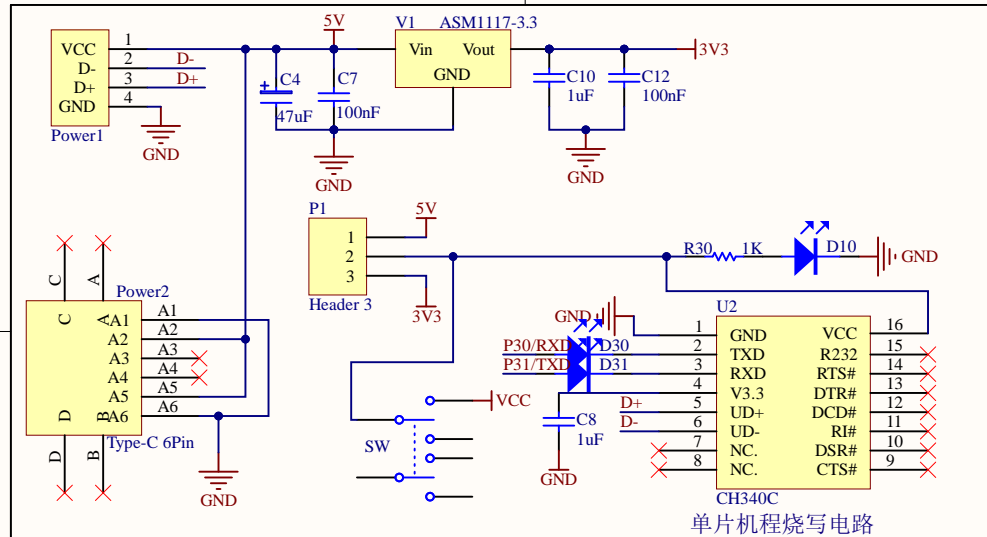 5V
V1 ASM1117-3.3
VCC 1
D- 2 D-
D+ 3 D+
GND 4
Power1
GND
C4
47uF
C7
100nF
GND
Vin Vout
GND
C10
1uF
C12
100nF
3V3
GND
P1
5V
1
2
3
Header 3
3V3
R30 1K D10 GND
C A
Power2
C A
A1 A1
A2 A2
A3 A3
A4 A4
A5 A5
A6 A6
D B
Type-C 6Pin
D B
GND
VCC
SW
U2
GND
P30/RXD D30
P31/TXD D31
D+
D-
C8
1uF
GND
1 GND VCC 16
2 TXD R232 15
3 RXD RTS# 14
4 V3.3 DTR# 13
5 UD+ DCD# 12
6 UD- RI# 11
7 NC. DSR# 10
8 NC. CTS# 9
CH340C
单片机程烧写电路